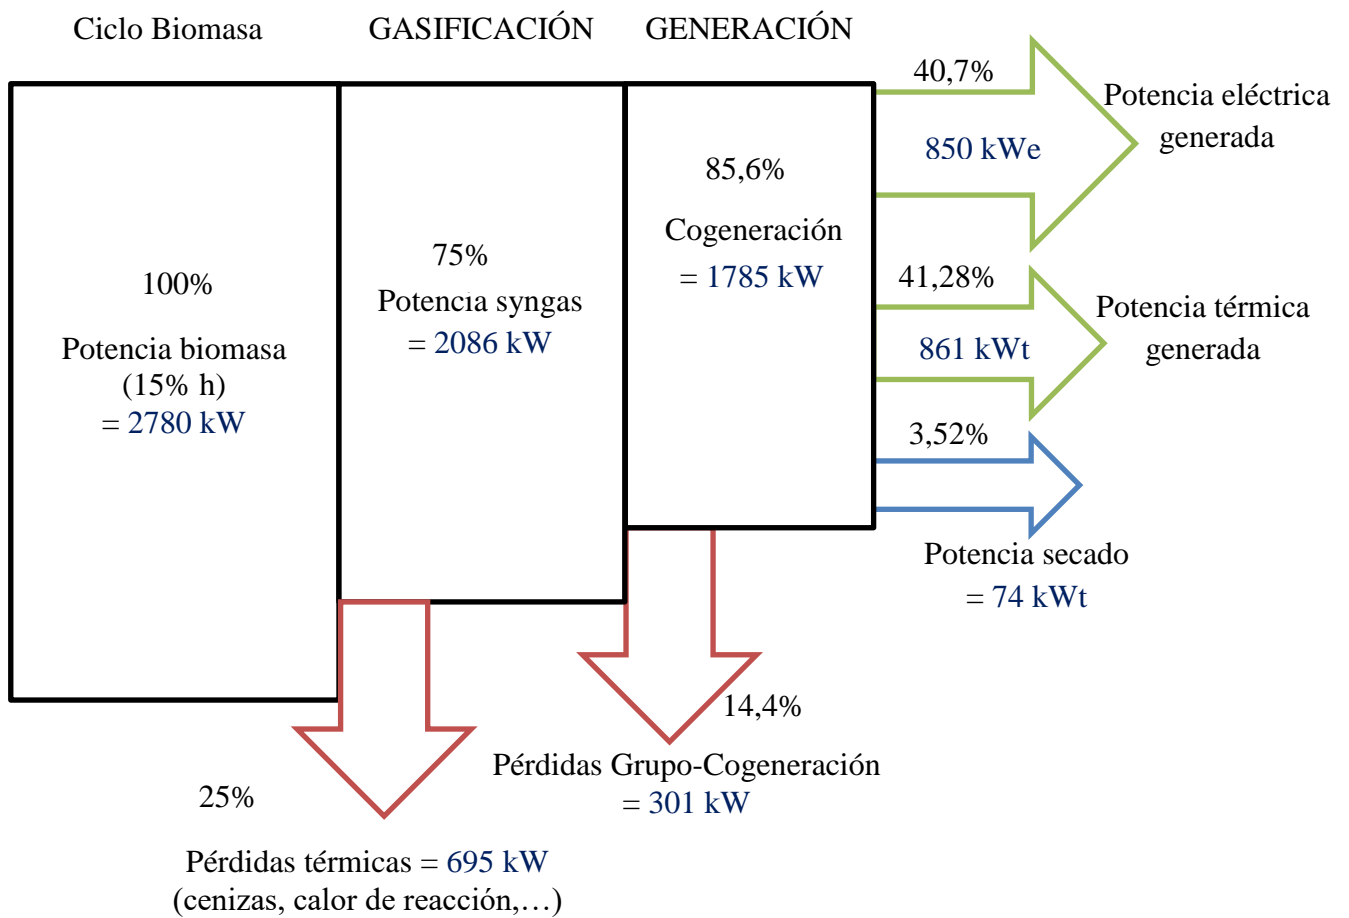 Ciclo Biomasa
GASIFICACIÓN
GENERACIÓN
100%
Potencia biomasa
(15% h)
= 2780 kW
75%
Potencia syngas
= 2086 kW
85,6%
Cogeneración
= 1785 kW
40,7%
850 kWe
Potencia eléctrica
generada
41,28%
861 kWt
Potencia térmica
generada
3,52%
Potencia secado
= 74 kWt
14,4%
Pérdidas Grupo-Cogeneración
= 301 kW
25%
Pérdidas térmicas = 695 kW
(cenizas, calor de reacción,…)